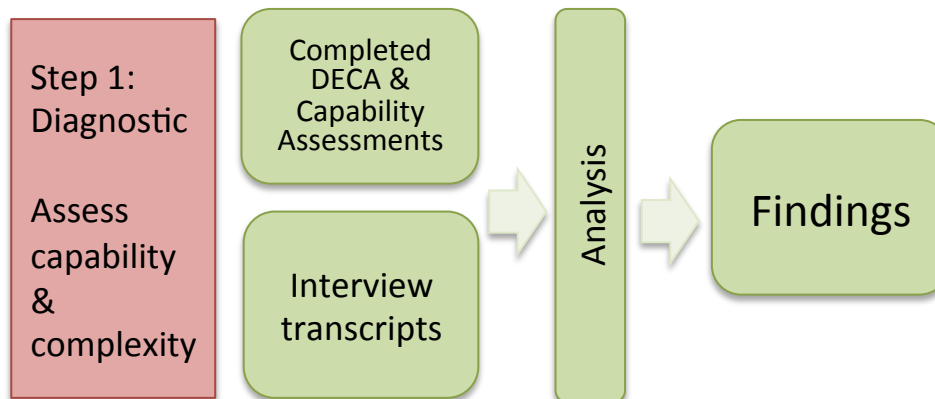 Step 1:
Diagnostic
Assess
capability
&
complexity
Completed
DECA &
Capability
Assessments
Interview
transcripts
Analysis
Findings